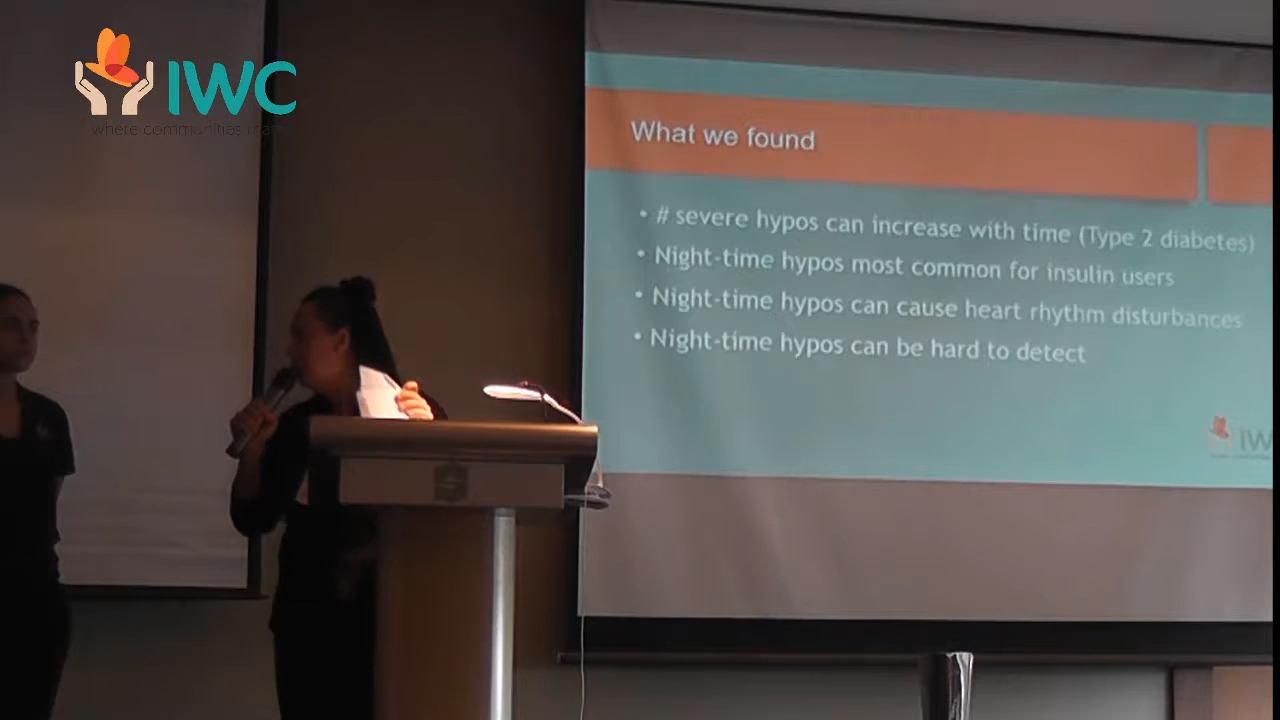 IWC
where communities
What we found
• # severe hypos can increase with time (Type 2 diabetes)
• Night-time hypos most common for insulin users
• Night-time hypos can cause heart rhythm disturbances
• Night-time hypos can be hard to detect
IW